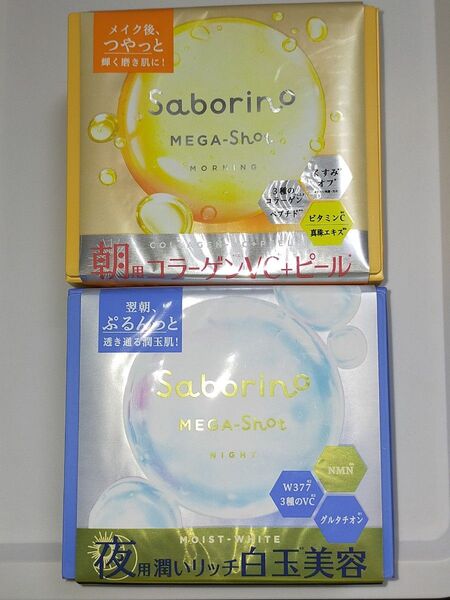 メイク後、
つやっと
輝く磨き肌に!
Saborino
MEGA-Shot
MORNING
くすみ
オフ
3種の
コラーゲン
ペプチド
ビタミンC
真珠エキス
朝用コラーゲンVC+ピール
翌朝、
ぷるんっと
透き通る潤玉肌!
Saborino
MEGA-Shot
NIGHT
NMN
W377
3種のVC
グルタチオン
MOIST-WHITE
夜用潤いリッチ白玉美容